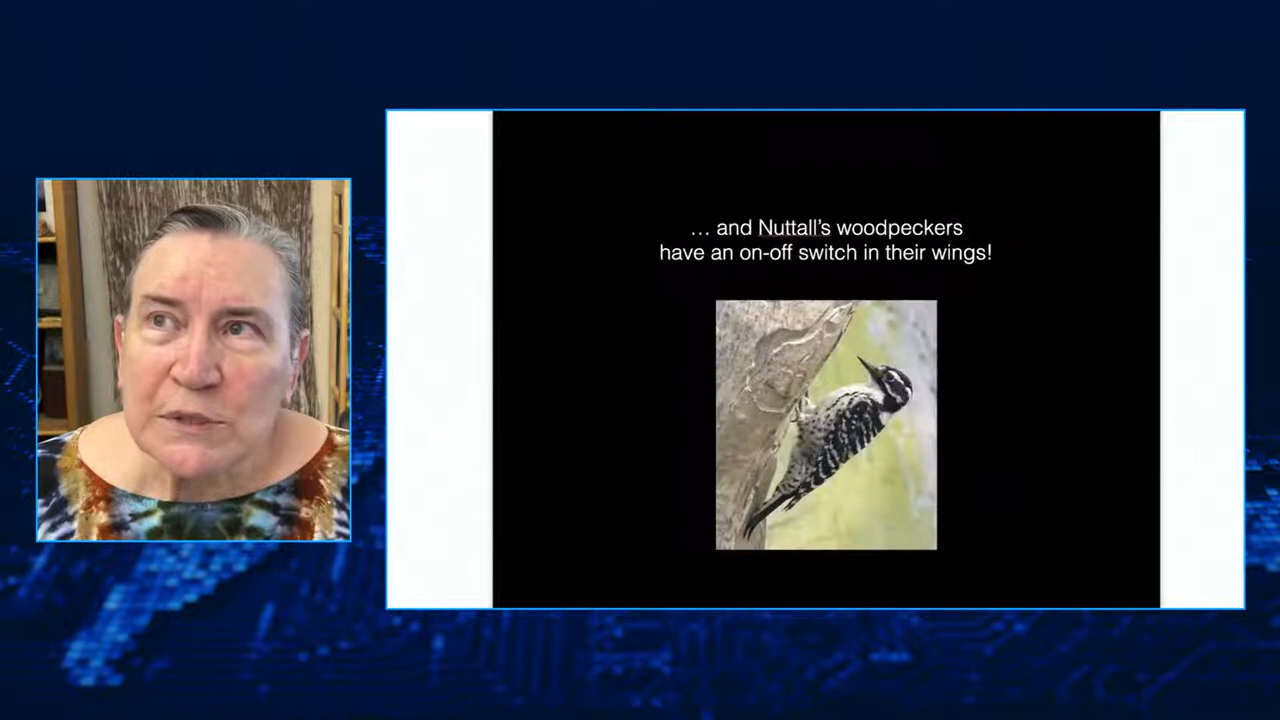 … and Nuttall's woodpeckers
have an on-off switch in their wings!